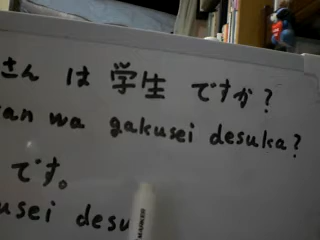 さん は 学生 ですか?
an wa gakusei desuka?
です。
usei desu